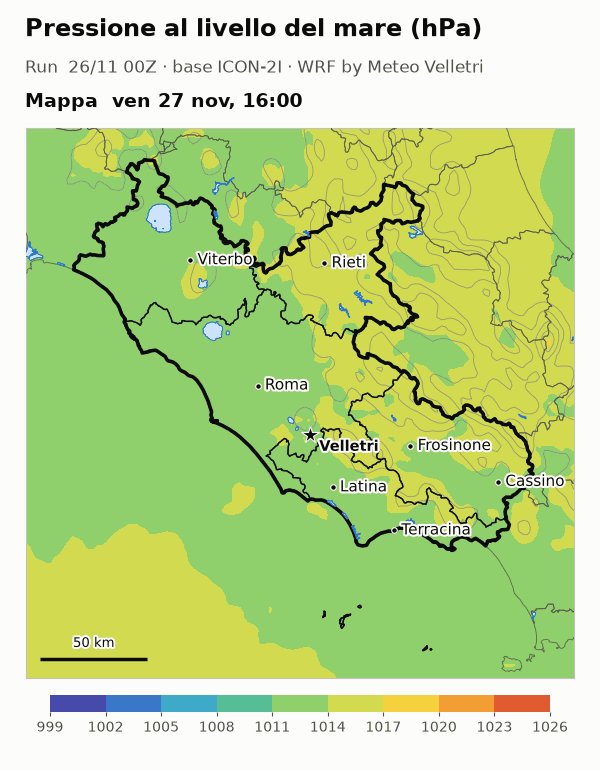 Pressione al livello del mare (hPa)
Run  26/11 00Z · base ICON-2I · WRF by Meteo Velletri
Mappa  ven 27 nov, 16:00
Viterbo
Rieti
Roma
Velletri
Frosinone
Cassino
Latina
Terracina
50 km
999 1002 1005 1008 1011 1014 1017 1020 1023 1026